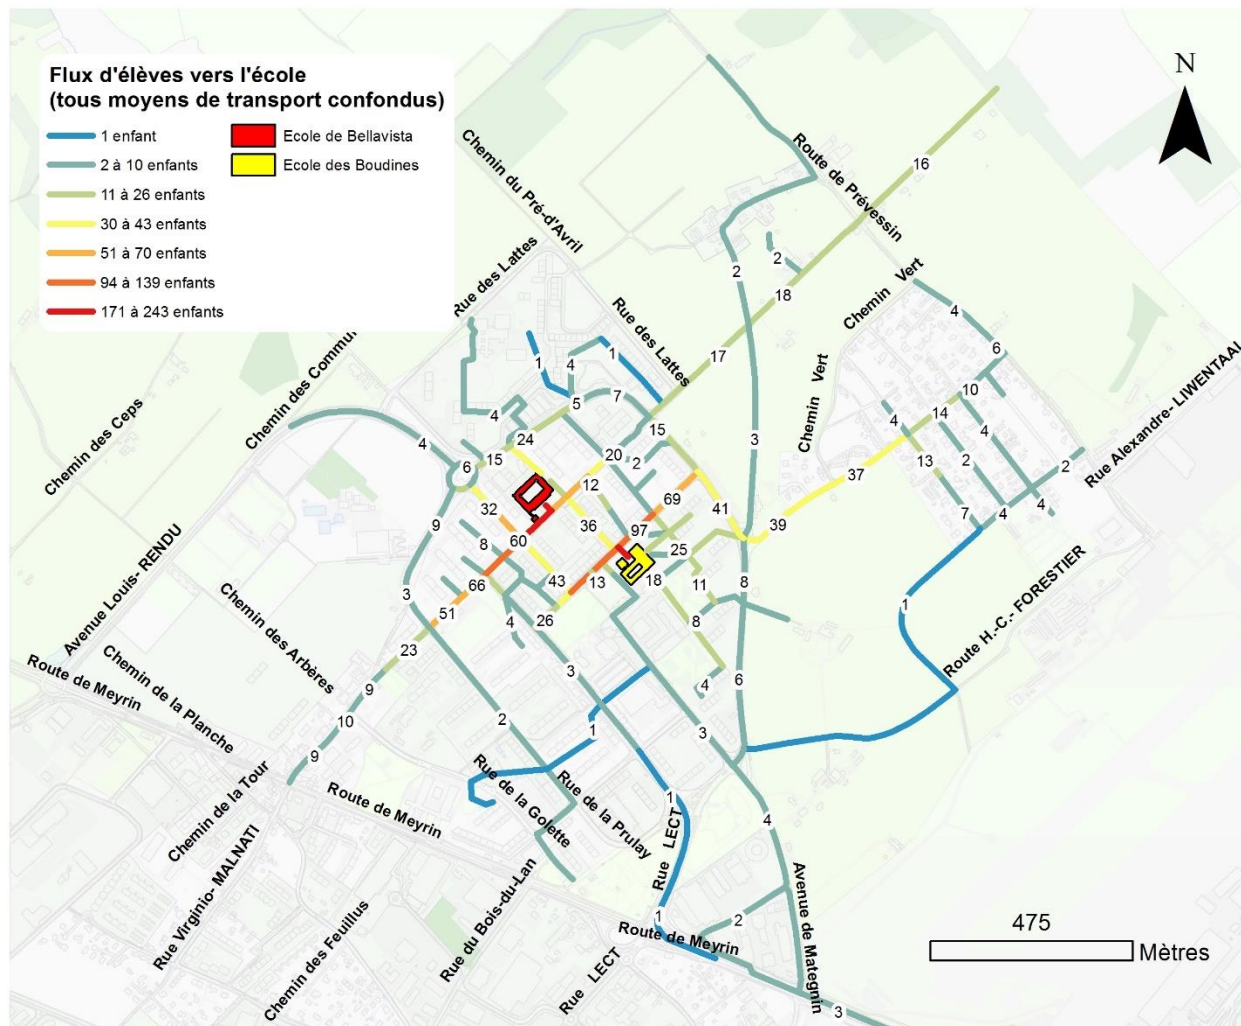 Flux d'élèves vers l'école
(tous moyens de transport confondus)
1 enfant
Ecole de Bellavista
2 à 10 enfants
Ecole des Boudines
11 à 26 enfants
30 à 43 enfants
51 à 70 enfants
94 à 139 enfants
171 à 243 enfants
N
Chemin du Pré-d'Avril
Route de Prévessin
16
Rue des Lattes
2
2
18
Chemin Vert
4
Rue des Lattes
6
Chemin des Commun
1
4
1
17
Chemin Vert
10
Rue Alexandre- LIWENTAAL
Chemin des Ceps
4
5
7
15
4
14
4
24
20
3
2
13
2
4
6
15
2
12
37
4
32
69
9
36
41
39
7
4
60
97
8
25
43
13
18
11
8
66
3
51
26
8
1
Route H.-C.- FORESTIER
Avenue Louis- RENDU
Chemin des Arbères
4
23
3
Route de Meyrin
Chemin de la Planche
9
4
6
10
2
1
3
9
Chemin de la Tour
Rue de la Golette
Rue de la Prulay
Route de Meyrin
1
4
Rue LECT
Rue Virginio- MALNATI
Chemin des Feuillus
Rue du Bois-du-Lan
Avenue de Mategnin
1
2
Route de Meyrin
Rue LECT
3
475
Mètres